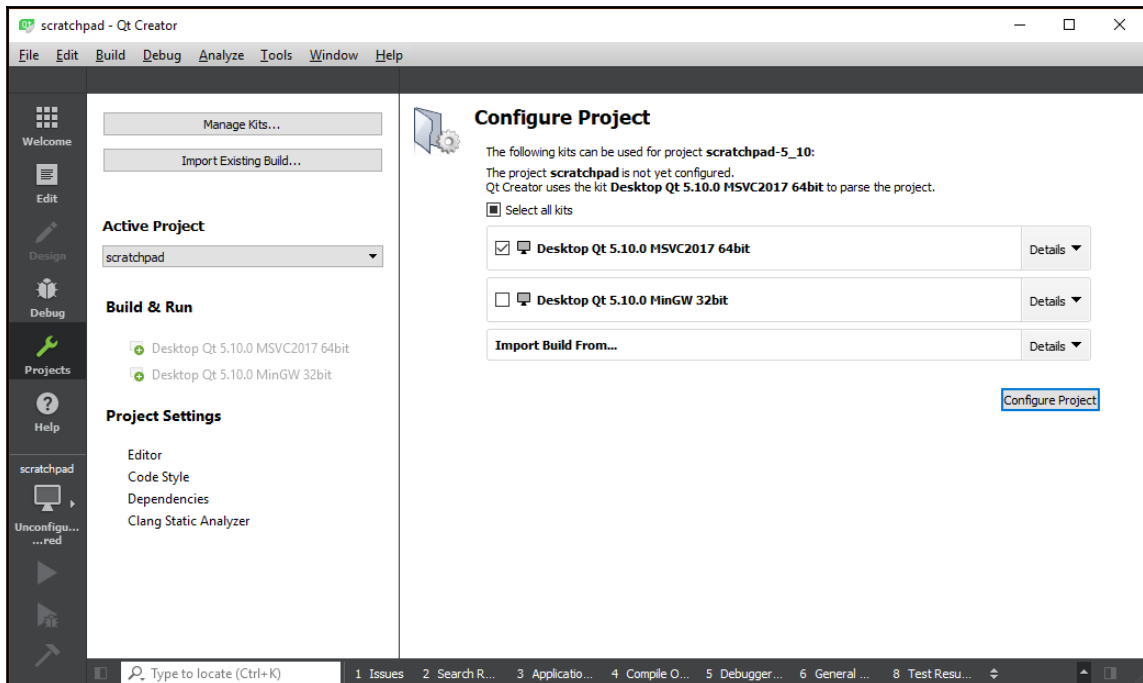 scratchpad - Qt Creator
File Edit Build Debug Analyze Tools Window Help
Welcome
Edit
Design
Debug
Projects
Help
scratchpad
Unconfigu...
...red
Manage Kits...
Import Existing Build...
Active Project
scratchpad
Build & Run
Desktop Qt 5.10.0 MSVC2017 64bit
Desktop Qt 5.10.0 MinGW 32bit
Project Settings
Editor
Code Style
Dependencies
Clang Static Analyzer
Configure Project
The following kits can be used for project scratchpad-5_10:
The project scratchpad is not yet configured.
Qt Creator uses the kit Desktop Qt 5.10.0 MSVC2017 64bit to parse the project.
Select all kits
Desktop Qt 5.10.0 MSVC2017 64bit Details
Desktop Qt 5.10.0 MinGW 32bit Details
Import Build From... Details
Configure Project
Type to locate (Ctrl+K) 1 Issues 2 Search R... 3 Applicatio... 4 Compile O... 5 Debugger... 6 General ... 8 Test Resu...